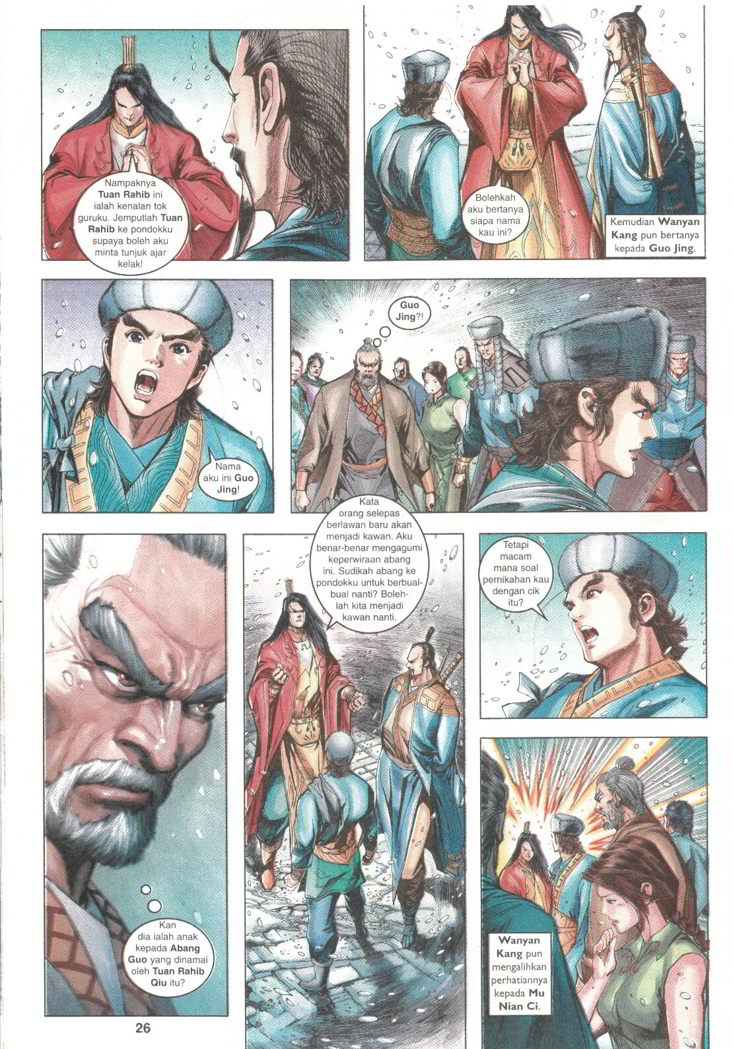 Nampaknya
Tuan Rahib ini
ialah kenalan tok
guruku. Jemputlah Tuan
Rahib ke pondokku
supaya boleh aku
minta tunjuk ajar
kelak!
Bolehkah
aku bertanya
siapa nama
kau ini?
Kemudian Wanyan
Kang pun bertanya
kepada Guo Jing.
Nama
aku ini Guo
Jing!
Guo
Jing?!
Kan
dia ialah anak
kepada Abang
Guo yang dinamai
oleh Tuan Rahib
Qiu itu?
Kata
orang selepas
berlawan baru akan
menjadi kawan. Aku
benar-benar mengagumi
keperwiraan abang
ini. Sudikah abang ke
pondokku untuk berbual-
bual nanti? Boleh-
lah kita menjadi
kawan nanti.
Tetapi
macam
mana soal
pernikahan kau
dengan cik
itu?
Wanyan
Kang pun
mengalihkan
perhatiannya
kepada Mu
Nian Ci.
26